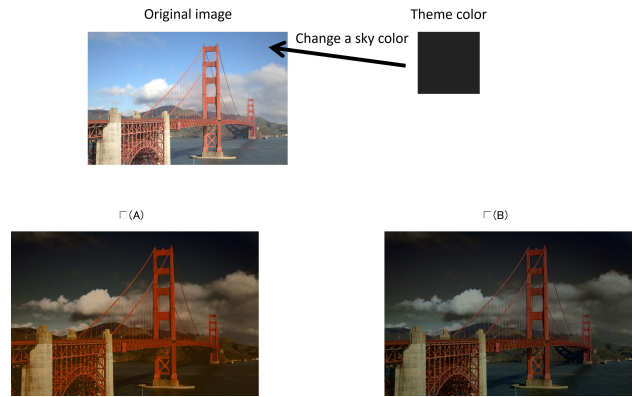 Original image
Theme color
Change a sky color
□(A)
□(B)